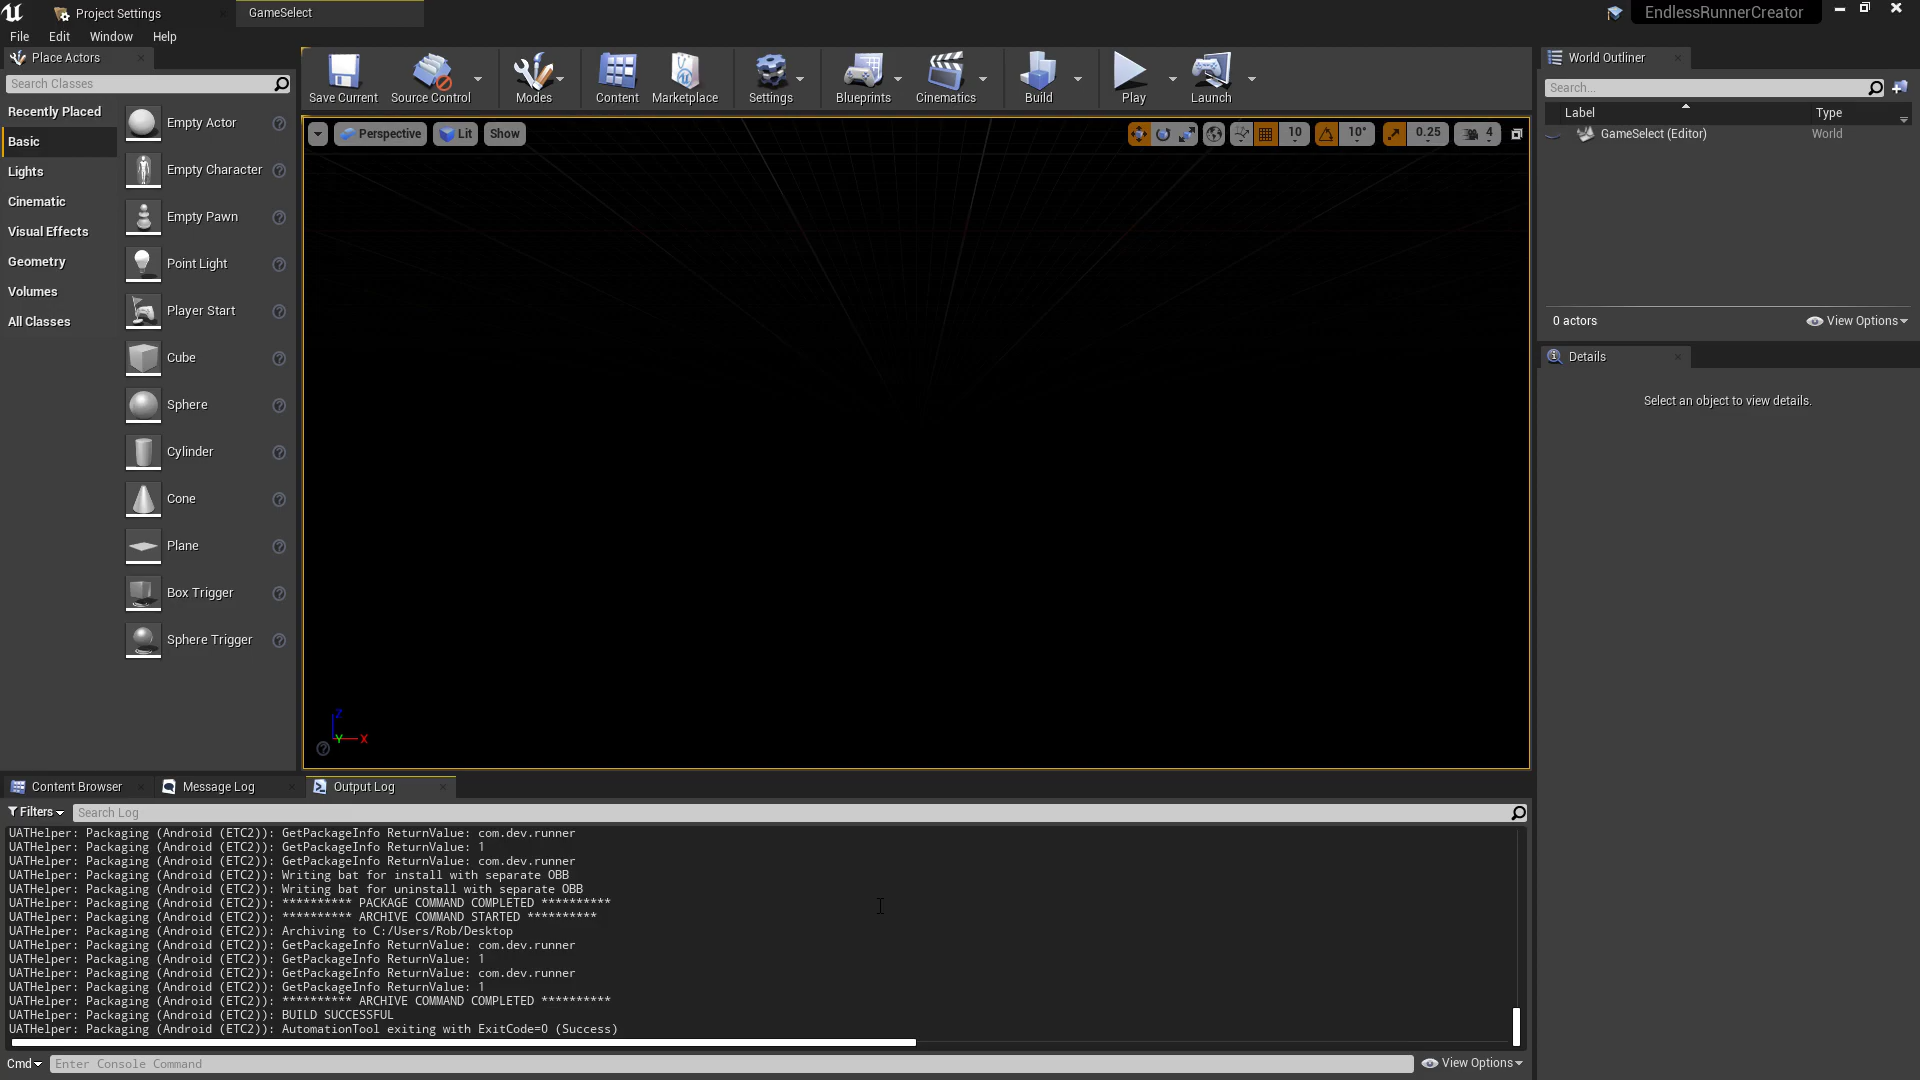 Project Settings
GameSelect
EndlessRunnerCreator
File Edit Window Help
Place Actors
Search Classes
Recently Placed
Basic
Lights
Cinematic
Visual Effects
Geometry
Volumes
All Classes
Empty Actor
Empty Character
Empty Pawn
Point Light
Player Start
Cube
Sphere
Cylinder
Cone
Plane
Box Trigger
Sphere Trigger
Save Current Source Control Modes Content Marketplace Settings Blueprints Cinematics Build Play Launch
Perspective Lit Show
10 10° 0.25 4
Z
Y X
World Outliner
Search...
Label Type
GameSelect (Editor) World
0 actors View Options
Details
Select an object to view details.
Content Browser Message Log Output Log
Filters Search Log
UATHelper: Packaging (Android (ETC2)): GetPackageInfo ReturnValue: com.dev.runner
UATHelper: Packaging (Android (ETC2)): GetPackageInfo ReturnValue: 1
UATHelper: Packaging (Android (ETC2)): GetPackageInfo ReturnValue: com.dev.runner
UATHelper: Packaging (Android (ETC2)): Writing bat for install with separate OBB
UATHelper: Packaging (Android (ETC2)): Writing bat for uninstall with separate OBB
UATHelper: Packaging (Android (ETC2)): ********** PACKAGE COMMAND COMPLETED **********
UATHelper: Packaging (Android (ETC2)): ********** ARCHIVE COMMAND STARTED **********
UATHelper: Packaging (Android (ETC2)): Archiving to C:/Users/Rob/Desktop
UATHelper: Packaging (Android (ETC2)): GetPackageInfo ReturnValue: com.dev.runner
UATHelper: Packaging (Android (ETC2)): GetPackageInfo ReturnValue: 1
UATHelper: Packaging (Android (ETC2)): GetPackageInfo ReturnValue: com.dev.runner
UATHelper: Packaging (Android (ETC2)): GetPackageInfo ReturnValue: 1
UATHelper: Packaging (Android (ETC2)): ********** ARCHIVE COMMAND COMPLETED **********
UATHelper: Packaging (Android (ETC2)): BUILD SUCCESSFUL
UATHelper: Packaging (Android (ETC2)): AutomationTool exiting with ExitCode=0 (Success)
Cmd Enter Console Command View Options